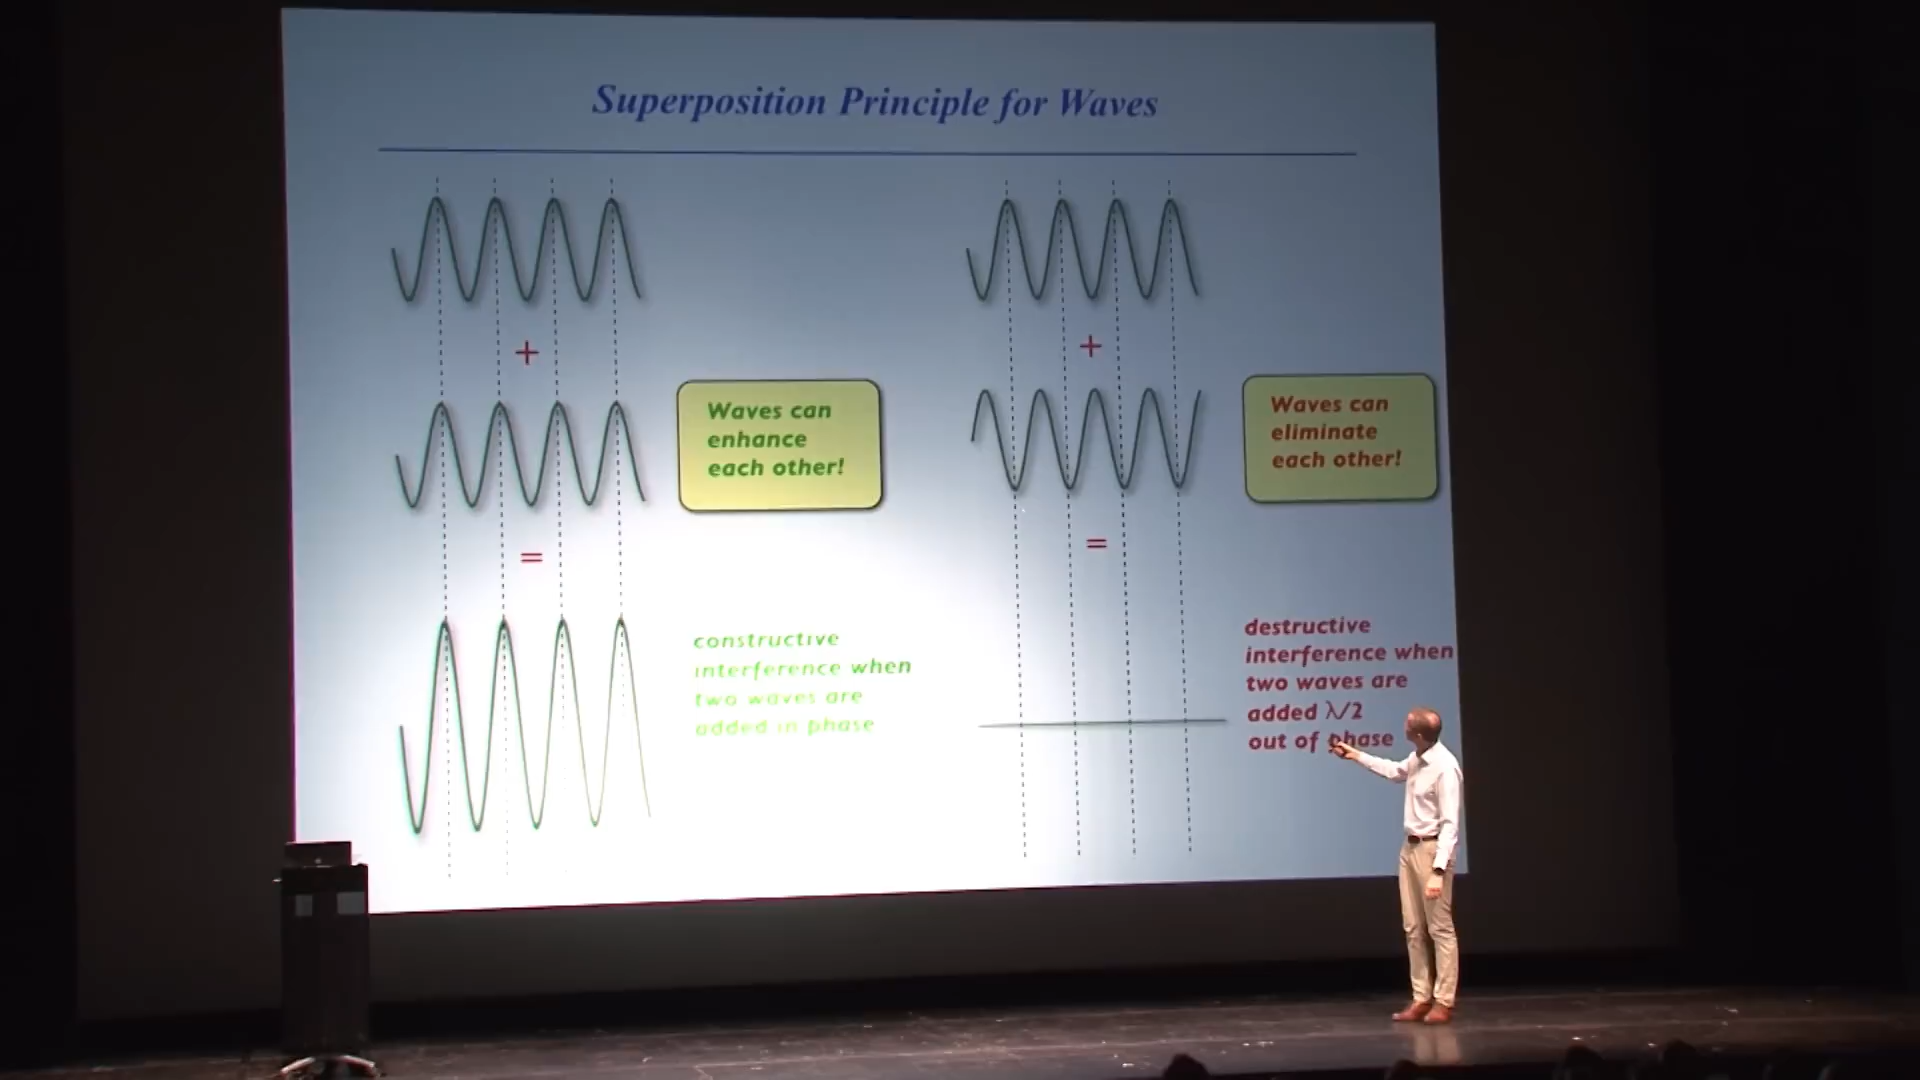 Superposition Principle for Waves
+
+
Waves can
enhance
each other!
Waves can
eliminate
each other!
=
=
constructive
interference when
two waves are
added in phase
destructive
interference when
two waves are
added λ/2
out of phase